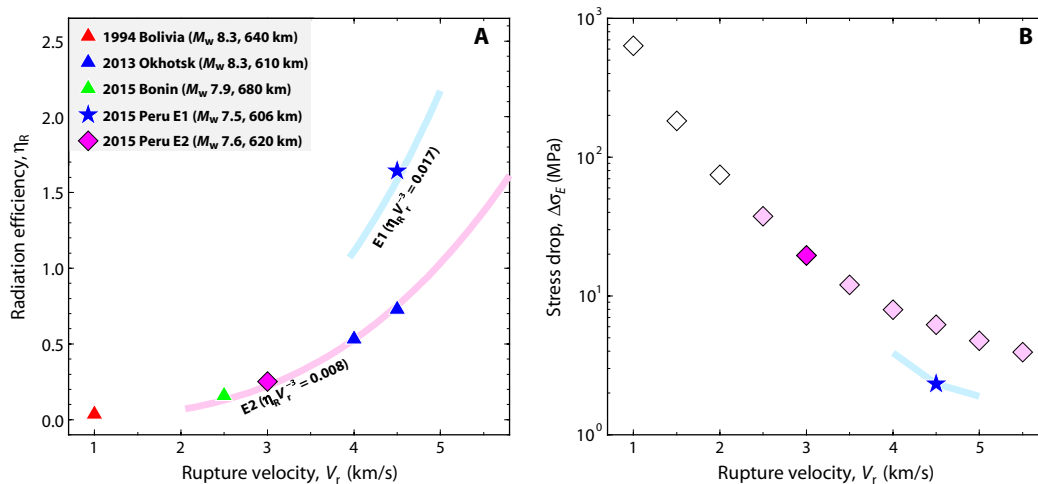 A
1994 Bolivia (Mw 8.3, 640 km)
2013 Okhotsk (Mw 8.3, 610 km)
2015 Bonin (Mw 7.9, 680 km)
2015 Peru E1 (Mw 7.5, 606 km)
2015 Peru E2 (Mw 7.6, 620 km)
E1 (ηR Vr⁻³ = 0.017)
E2 (ηR Vr⁻³ = 0.008)
Radiation efficiency, ηR
2.5
2.0
1.5
1.0
0.5
0.0
1 2 3 4 5
Rupture velocity, Vr (km/s)
B
Stress drop, ΔσE (MPa)
10³
10²
10¹
10⁰
1 2 3 4 5
Rupture velocity, Vr (km/s)